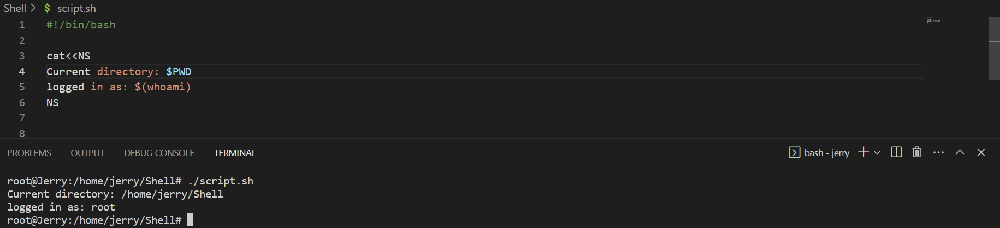 Shell > $ script.sh
1 #!/bin/bash
2
3 cat<<NS
4 Current directory: $PWD
5 logged in as: $(whoami)
6 NS
7
8
PROBLEMS OUTPUT DEBUG CONSOLE TERMINAL bash - jerry
root@Jerry:/home/jerry/Shell# ./script.sh
Current directory: /home/jerry/Shell
logged in as: root
root@Jerry:/home/jerry/Shell#